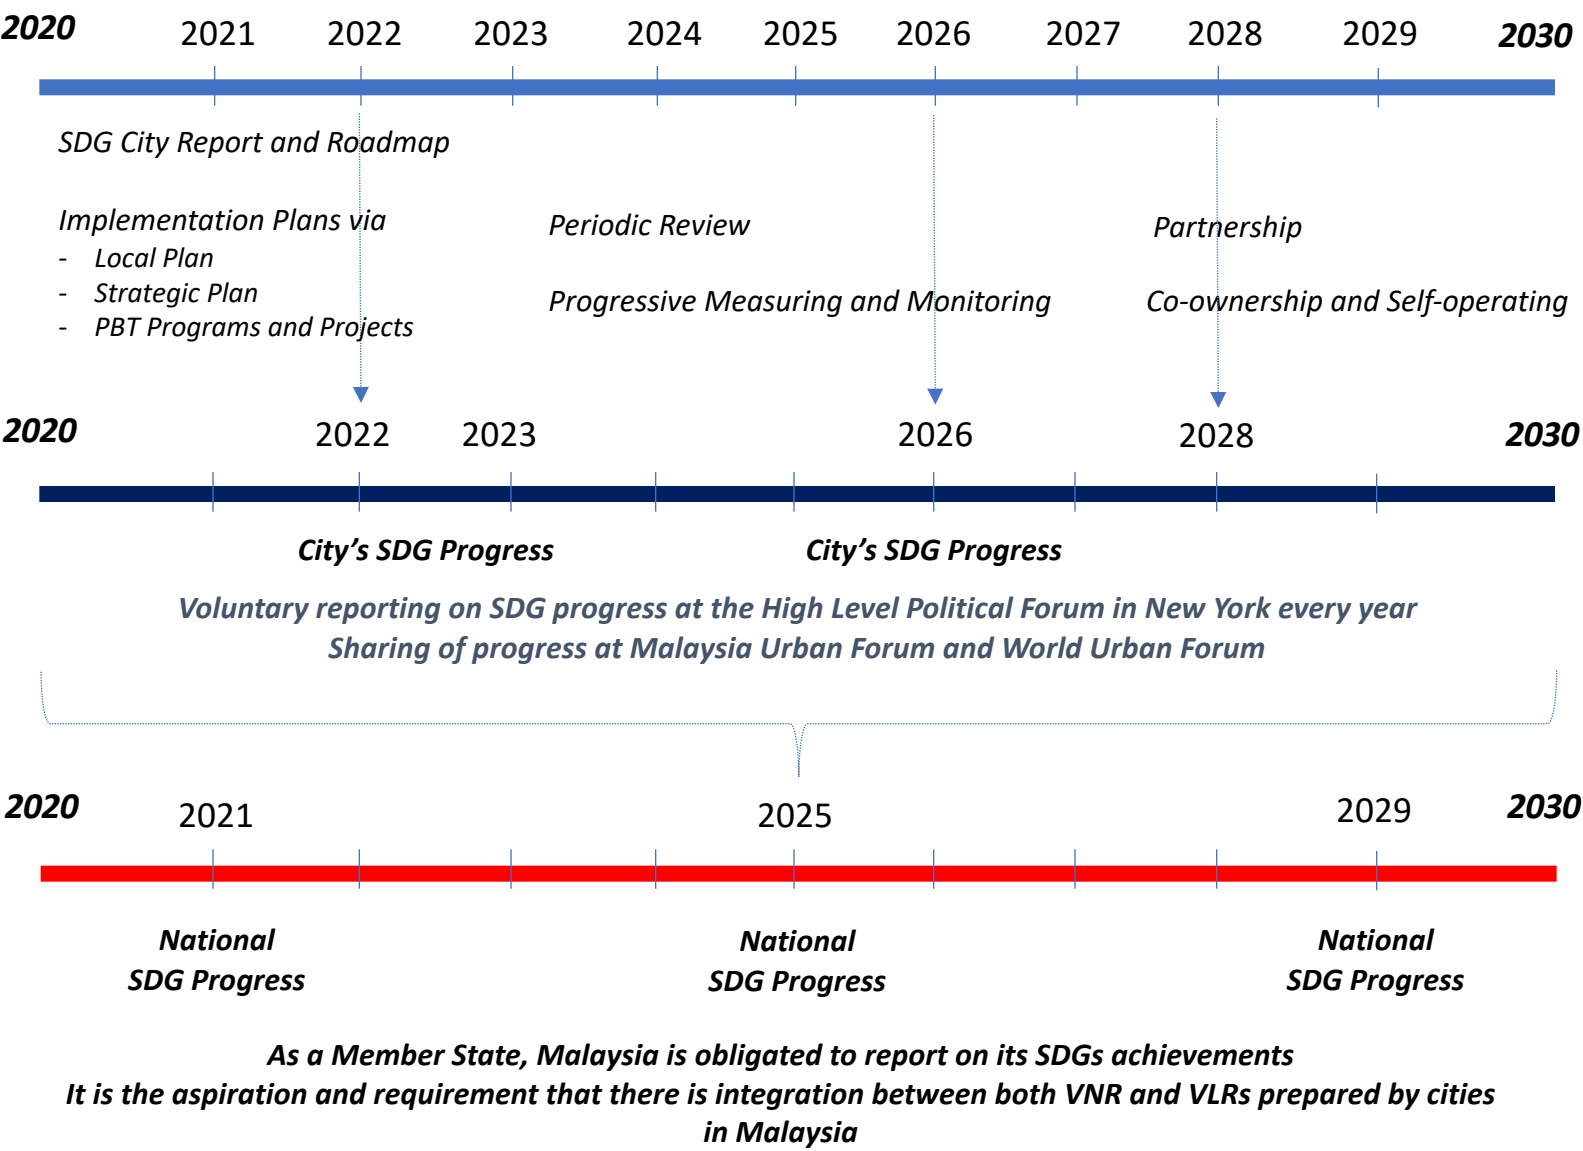 2020 2021 2022 2023 2024 2025 2026 2027 2028 2029 2030
SDG City Report and Roadmap
Implementation Plans via
- Local Plan
- Strategic Plan
- PBT Programs and Projects
Periodic Review
Progressive Measuring and Monitoring
Partnership
Co-ownership and Self-operating
2020 2022 2023 2026 2028 2030
City's SDG Progress City's SDG Progress
Voluntary reporting on SDG progress at the High Level Political Forum in New York every year
Sharing of progress at Malaysia Urban Forum and World Urban Forum
2020 2021 2025 2029 2030
National
SDG Progress
National
SDG Progress
National
SDG Progress
As a Member State, Malaysia is obligated to report on its SDGs achievements
It is the aspiration and requirement that there is integration between both VNR and VLRs prepared by cities
in Malaysia